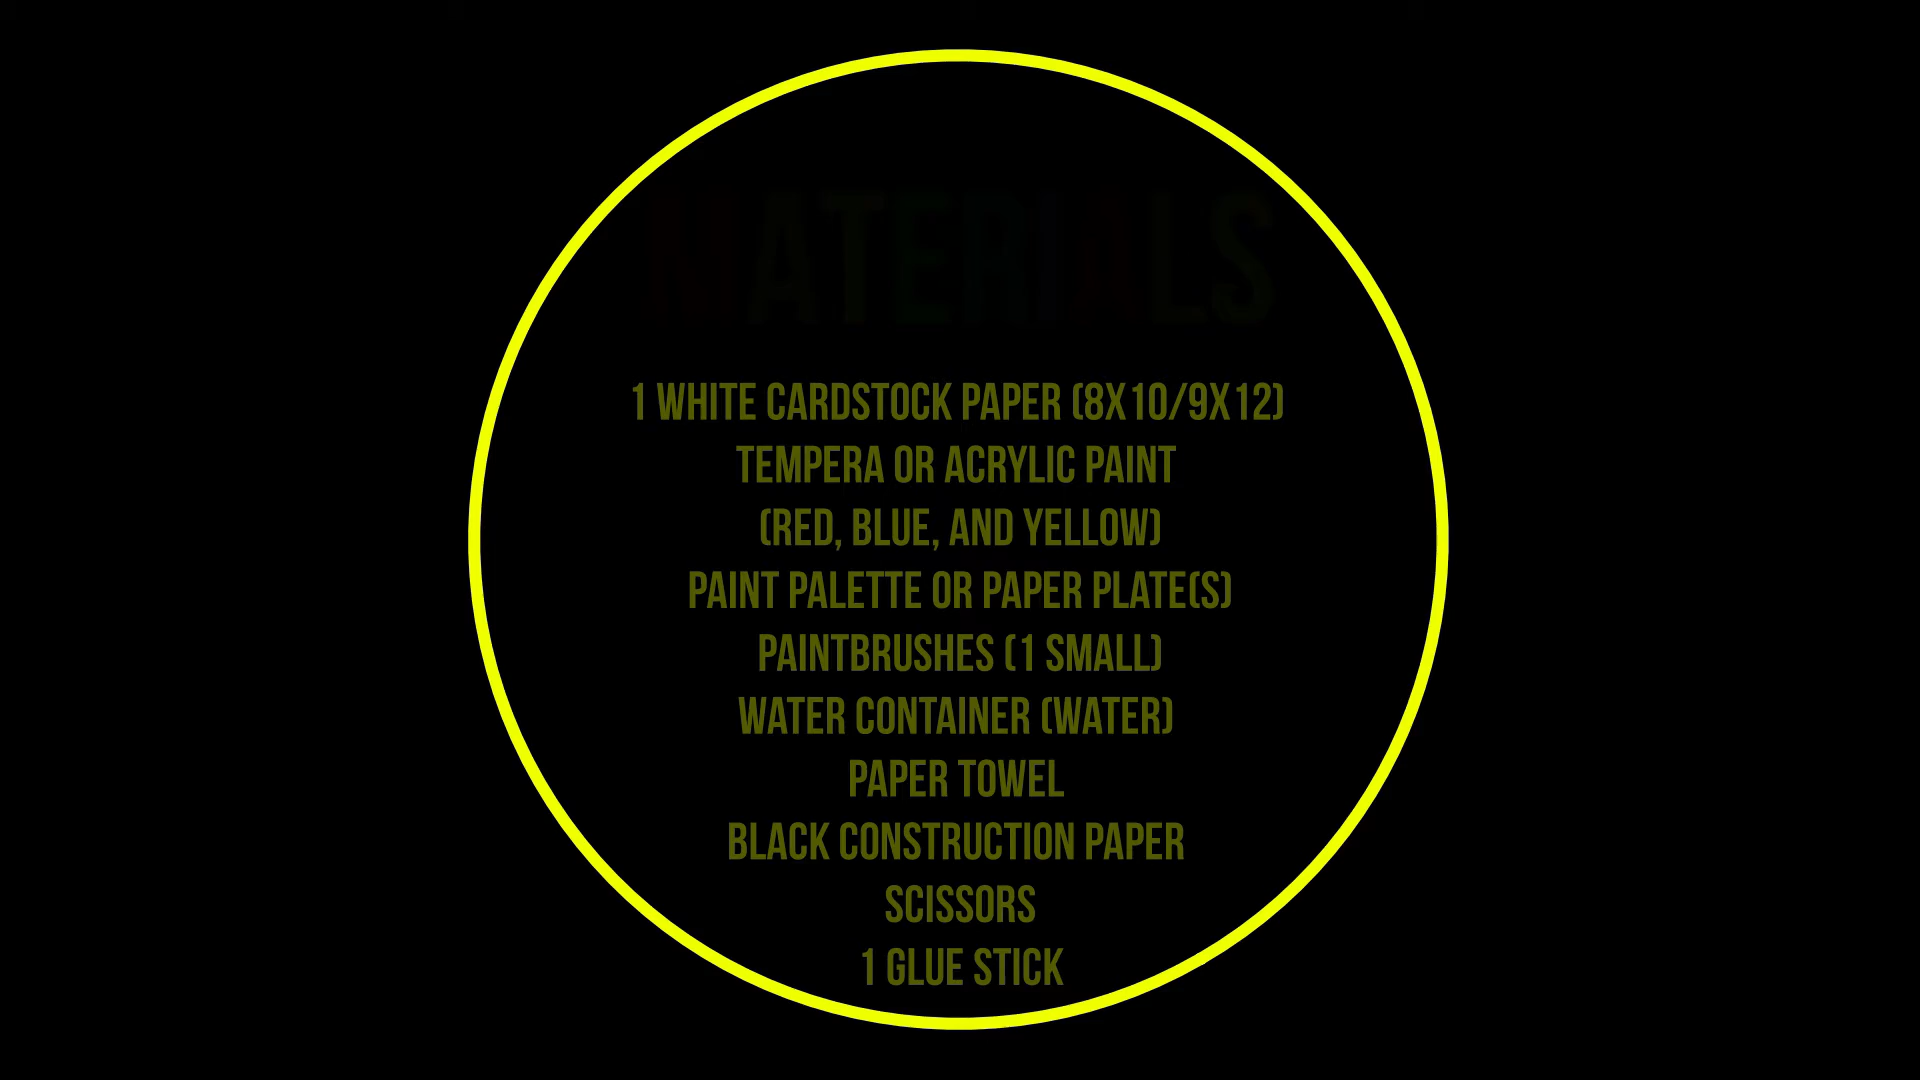 MATERIALS
1 WHITE CARDSTOCK PAPER (8X10/9X12)
TEMPERA OR ACRYLIC PAINT
(RED, BLUE, AND YELLOW)
PAINT PALETTE OR PAPER PLATE(S)
PAINTBRUSHES (1 SMALL)
WATER CONTAINER (WATER)
PAPER TOWEL
BLACK CONSTRUCTION PAPER
SCISSORS
1 GLUE STICK